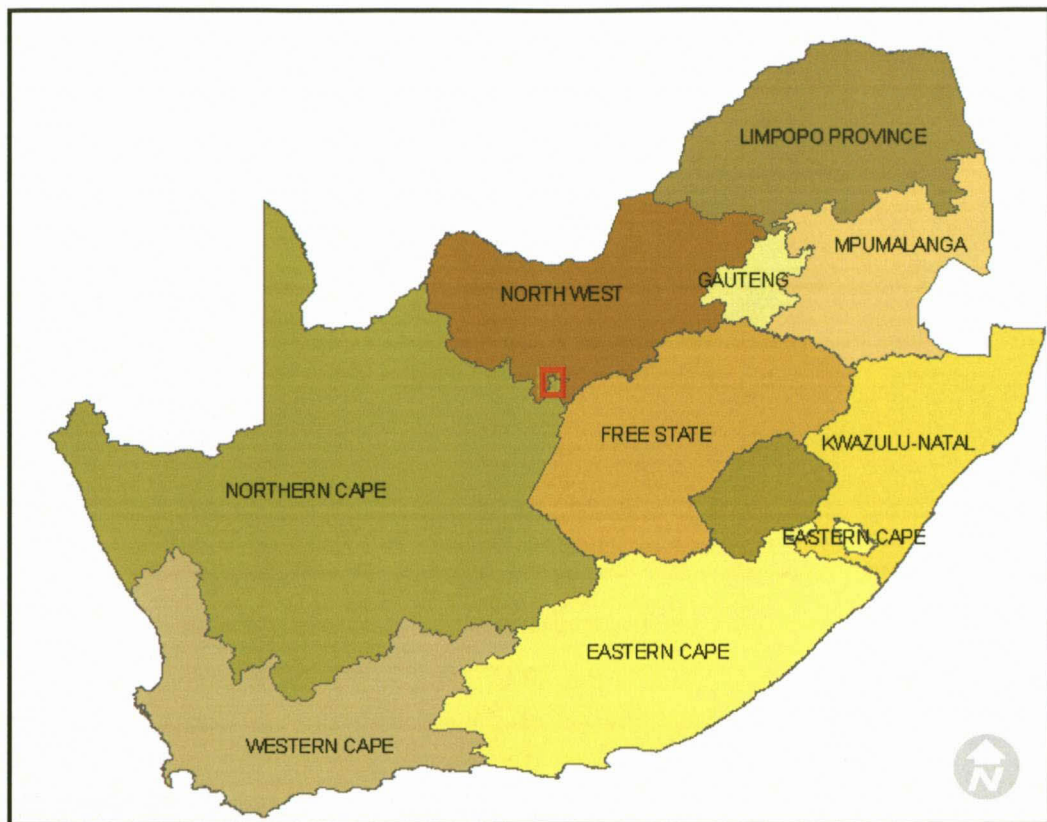 LIMPOPO PROVINCE
MPUMALANGA
GAUTENG
NORTH WEST
FREE STATE
KWAZULU-NATAL
NORTHERN CAPE
EASTERN CAPE
EASTERN CAPE
WESTERN CAPE
N